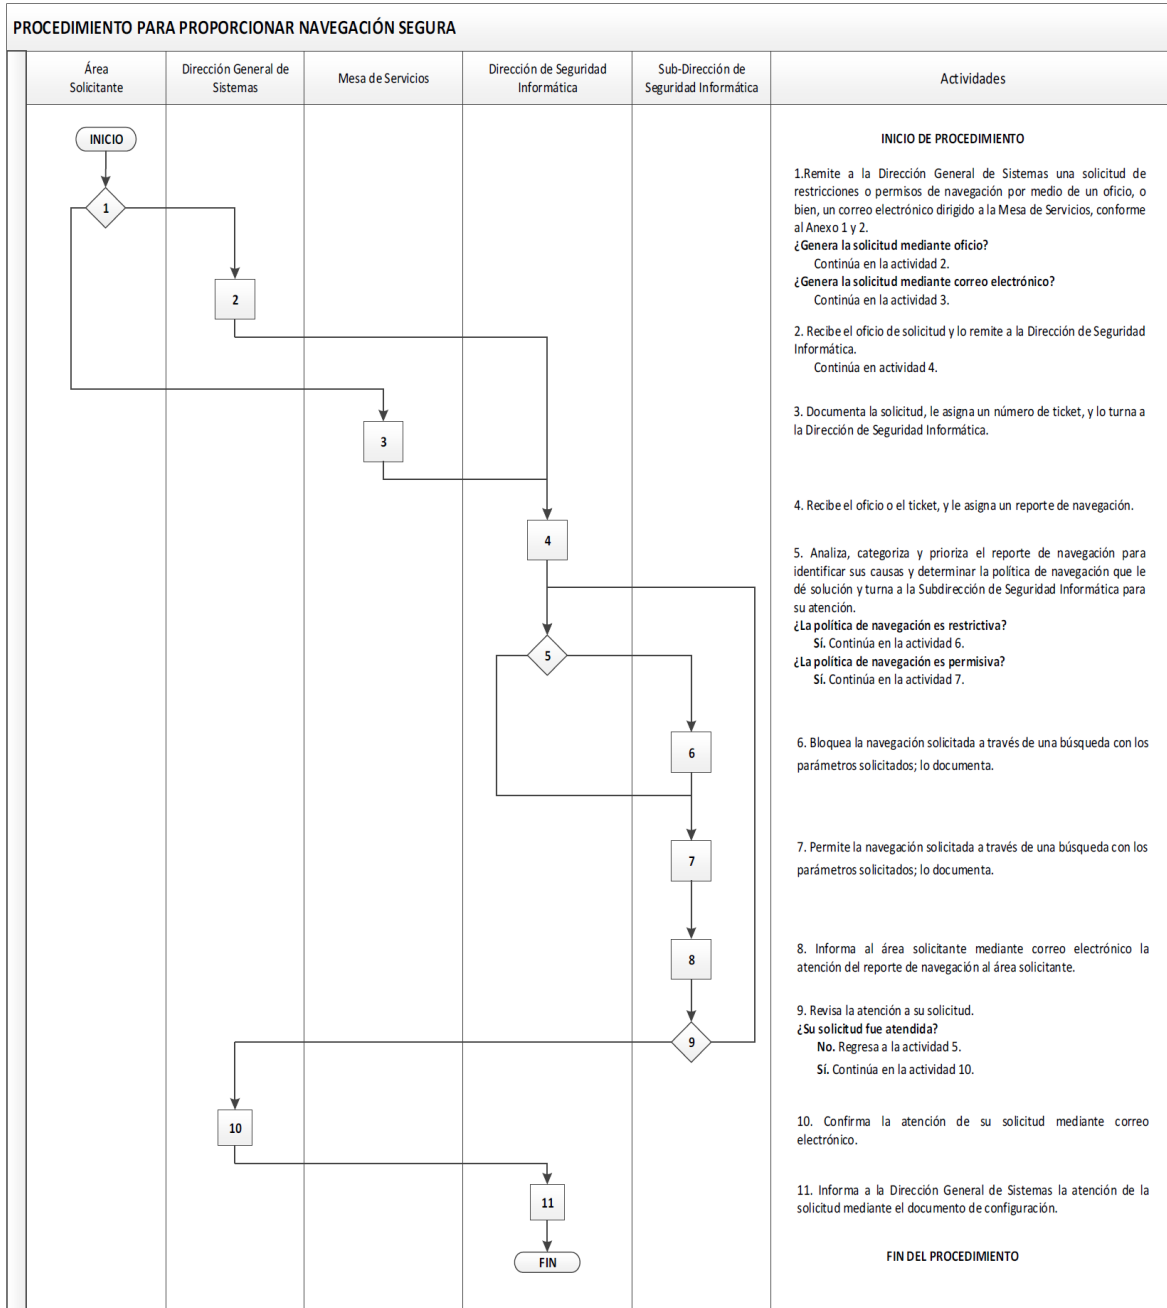 PROCEDIMIENTO PARA PROPORCIONAR NAVEGACIÓN SEGURA
Área
Solicitante
Dirección General de
Sistemas
Mesa de Servicios
Dirección de Seguridad
Informática
Sub-Dirección de
Seguridad Informática
Actividades
INICIO
1
2
3
4
5
6
7
8
9
10
11
FIN
INICIO DE PROCEDIMIENTO
1.Remite a la Dirección General de Sistemas una solicitud de
restricciones o permisos de navegación por medio de un oficio, o
bien, un correo electrónico dirigido a la Mesa de Servicios, conforme
al Anexo 1 y 2.
¿Genera la solicitud mediante oficio?
Continúa en la actividad 2.
¿Genera la solicitud mediante correo electrónico?
Continúa en la actividad 3.
2. Recibe el oficio de solicitud y lo remite a la Dirección de Seguridad
Informática.
Continúa en actividad 4.
3. Documenta la solicitud, le asigna un número de ticket, y lo turna a
la Dirección de Seguridad Informática.
4. Recibe el oficio o el ticket, y le asigna un reporte de navegación.
5. Analiza, categoriza y prioriza el reporte de navegación para
identificar sus causas y determinar la política de navegación que le
dé solución y turna a la Subdirección de Seguridad Informática para
su atención.
¿La política de navegación es restrictiva?
Sí. Continúa en la actividad 6.
¿La política de navegación es permisiva?
Sí. Continúa en la actividad 7.
6. Bloquea la navegación solicitada a través de una búsqueda con los
parámetros solicitados; lo documenta.
7. Permite la navegación solicitada a través de una búsqueda con los
parámetros solicitados; lo documenta.
8. Informa al área solicitante mediante correo electrónico la
atención del reporte de navegación al área solicitante.
9. Revisa la atención a su solicitud.
¿Su solicitud fue atendida?
No. Regresa a la actividad 5.
Sí. Continúa en la actividad 10.
10. Confirma la atención de su solicitud mediante correo
electrónico.
11. Informa a la Dirección General de Sistemas la atención de la
solicitud mediante el documento de configuración.
FIN DEL PROCEDIMIENTO